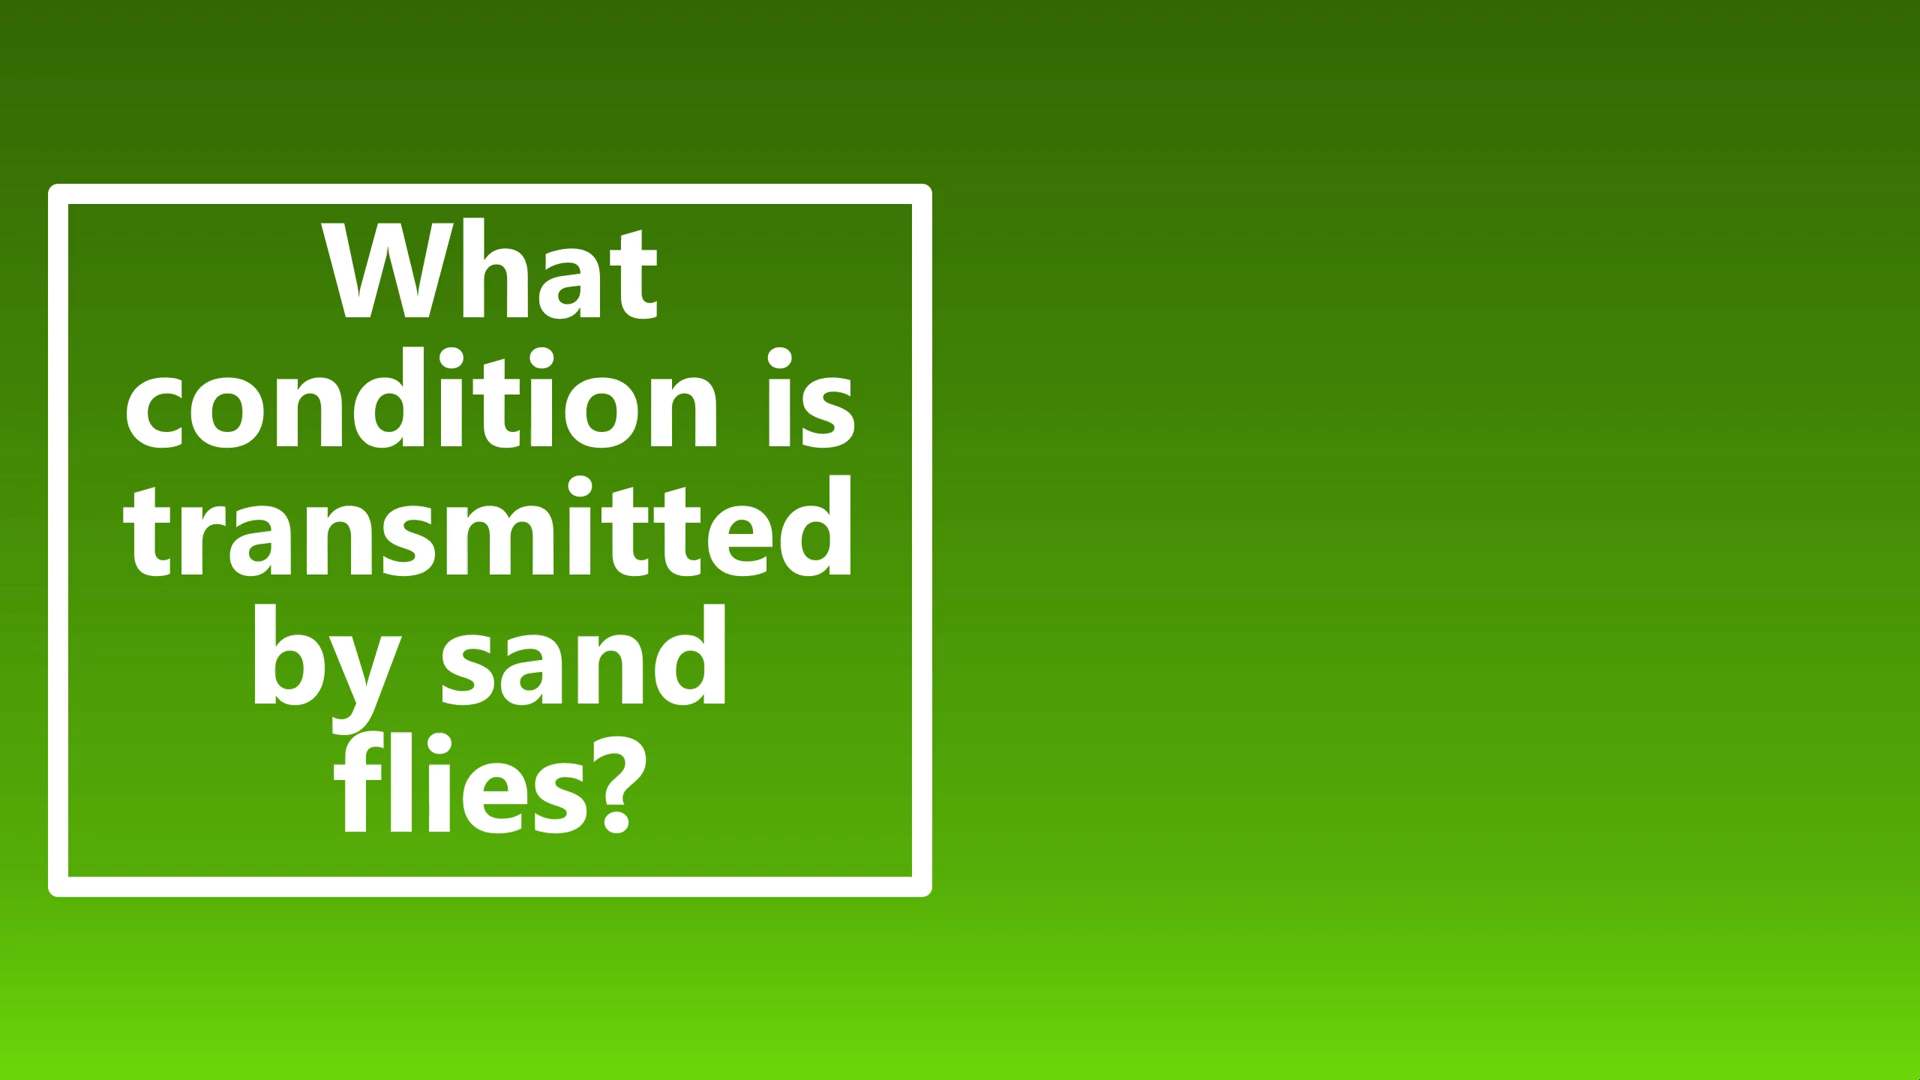 What
condition is
transmitted
by sand
flies?